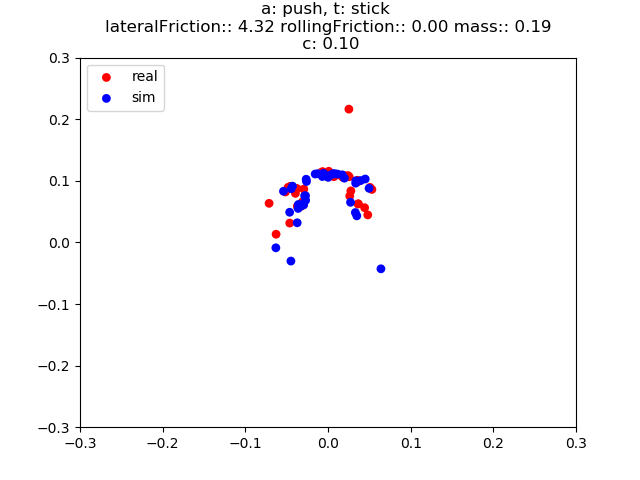 a: push, t: stick
lateralFriction:: 4.32 rollingFriction:: 0.00 mass:: 0.19
c: 0.10
real
sim
0.3
0.2
0.1
0.0
−0.1
−0.2
−0.3
−0.3
−0.2
−0.1
0.0
0.1
0.2
0.3